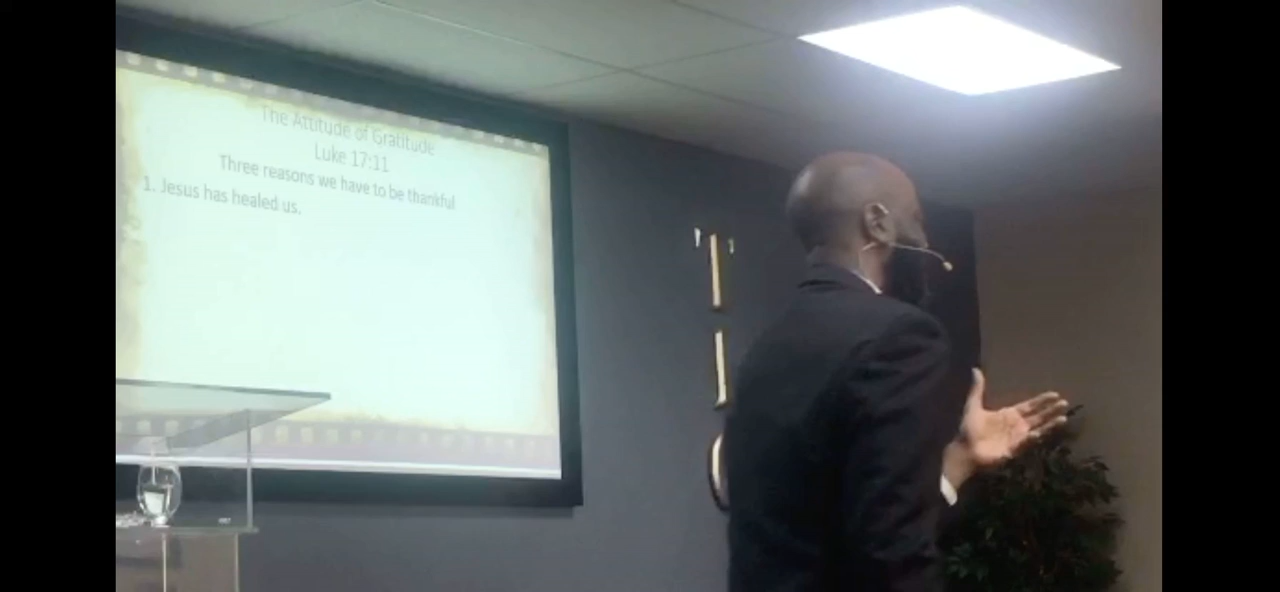 The Attitude of Gratitude
Luke 17:11
Three reasons we have to be thankful
1. Jesus has healed us.